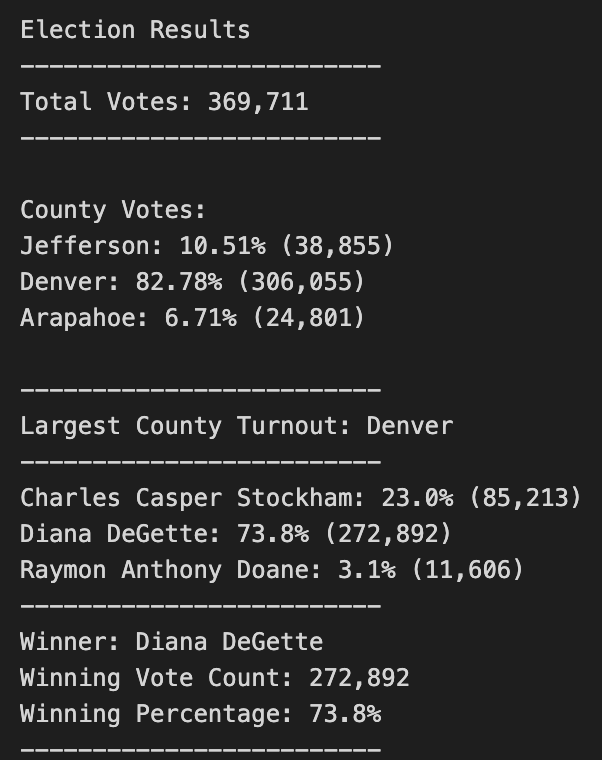 Election Results
-------------------------
Total Votes: 369,711
-------------------------
County Votes:
Jefferson: 10.51% (38,855)
Denver: 82.78% (306,055)
Arapahoe: 6.71% (24,801)
-------------------------
Largest County Turnout: Denver
-------------------------
Charles Casper Stockham: 23.0% (85,213)
Diana DeGette: 73.8% (272,892)
Raymon Anthony Doane: 3.1% (11,606)
-------------------------
Winner: Diana DeGette
Winning Vote Count: 272,892
Winning Percentage: 73.8%
-------------------------